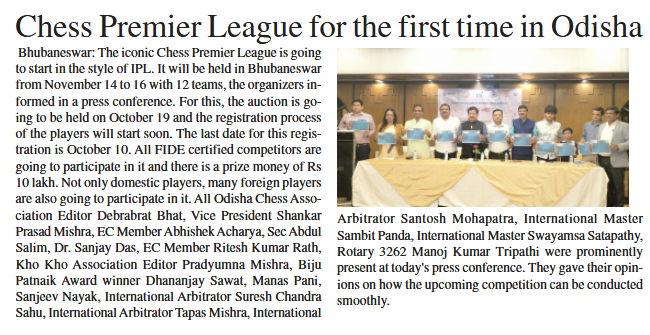 Chess Premier League for the first time in Odisha
Bhubaneswar: The iconic Chess Premier League is going
to start in the style of IPL. It will be held in Bhubaneswar
from November 14 to 16 with 12 teams, the organizers in-
formed in a press conference. For this, the auction is go-
ing to be held on October 19 and the registration process
of the players will start soon. The last date for this regis-
tration is October 10. All FIDE certified competitors are
going to participate in it and there is a prize money of Rs
10 lakh. Not only domestic players, many foreign players
are also going to participate in it. All Odisha Chess Asso-
ciation Editor Debrabrat Bhat, Vice President Shankar
Prasad Mishra, EC Member Abhishek Acharya, Sec Abdul
Salim, Dr. Sanjay Das, EC Member Ritesh Kumar Rath,
Kho Kho Association Editor Pradyumna Mishra, Biju
Patnaik Award winner Dhananjay Sawat, Manas Pani,
Sanjeev Nayak, International Arbitrator Suresh Chandra
Sahu, International Arbitrator Tapas Mishra, International
Arbitrator Santosh Mohapatra, International Master
Sambit Panda, International Master Swayamsa Satapathy,
Rotary 3262 Manoj Kumar Tripathi were prominently
present at today's press conference. They gave their opin-
ions on how the upcoming competition can be conducted
smoothly.